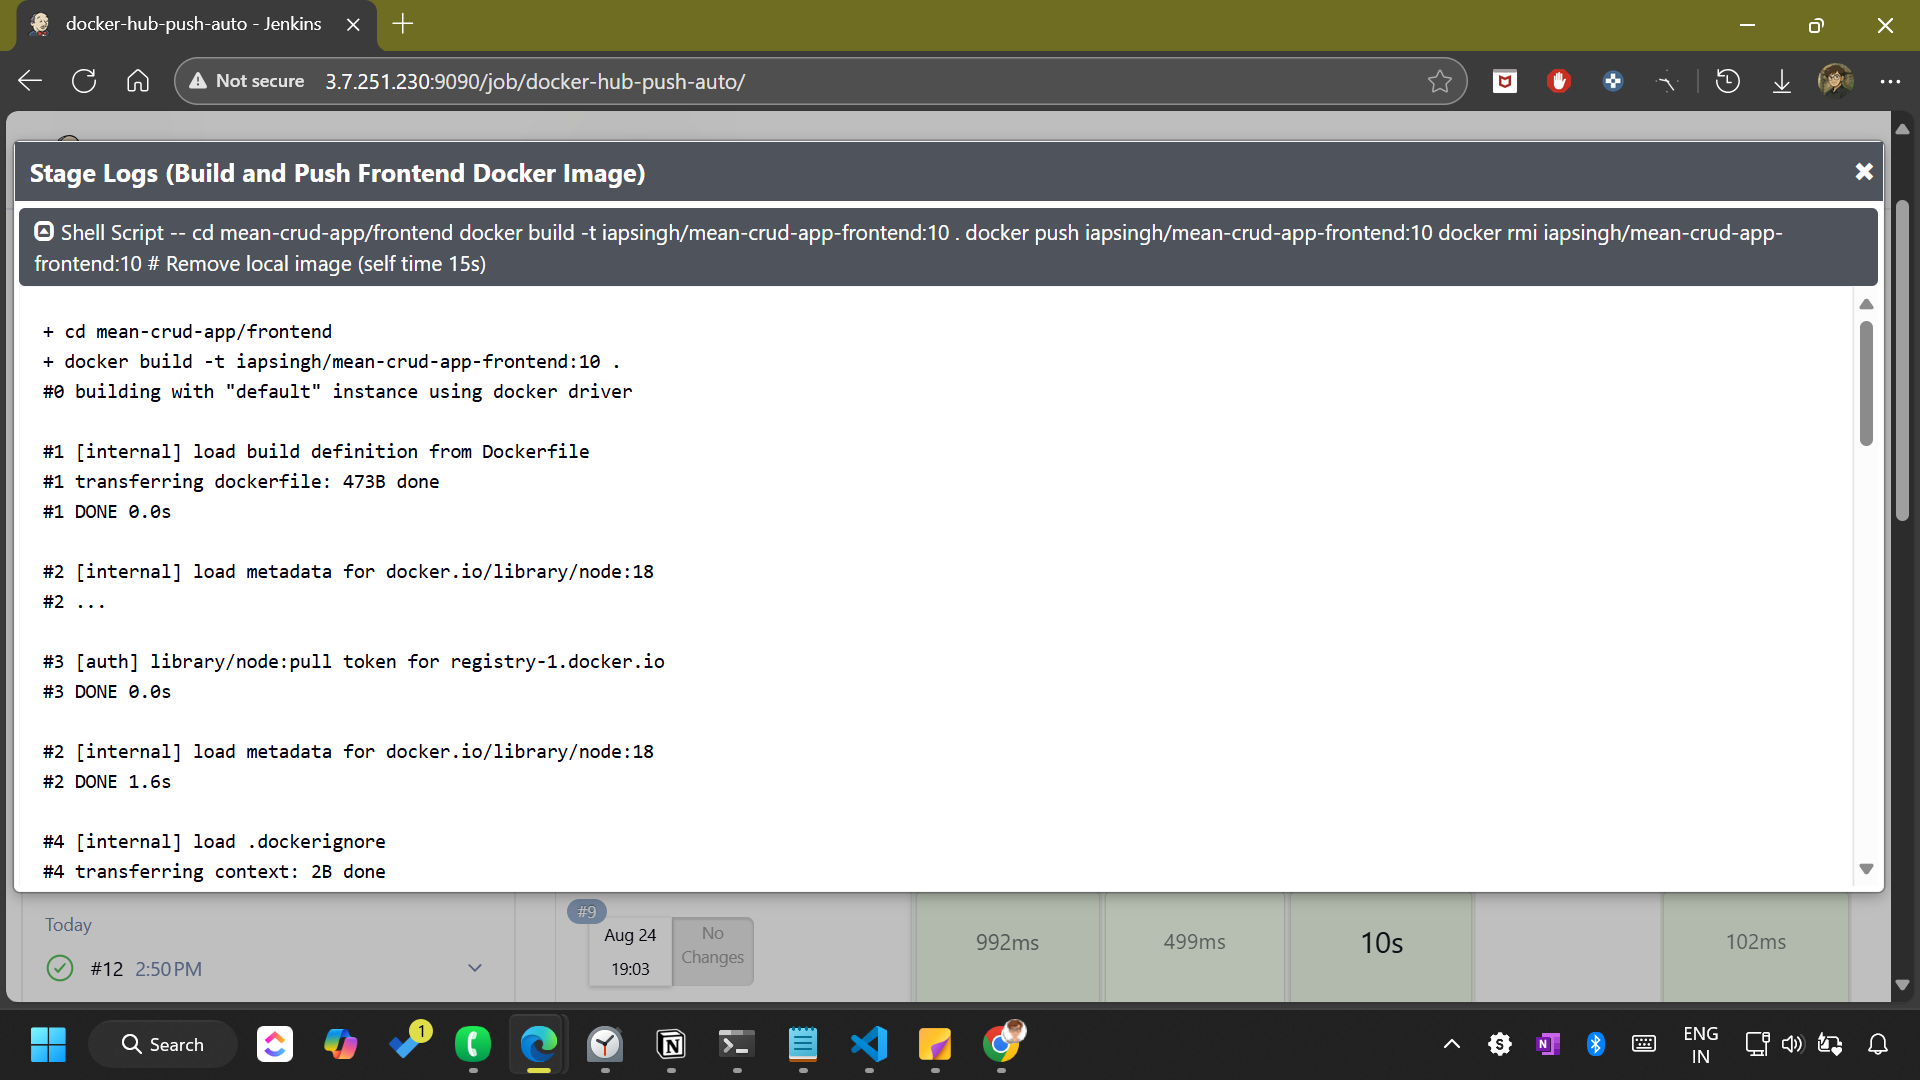 docker-hub-push-auto - Jenkins
Not secure 3.7.251.230:9090/job/docker-hub-push-auto/
Stage Logs (Build and Push Frontend Docker Image)
Shell Script -- cd mean-crud-app/frontend docker build -t iapsingh/mean-crud-app-frontend:10 . docker push iapsingh/mean-crud-app-frontend:10 docker rmi iapsingh/mean-crud-app-
frontend:10 # Remove local image (self time 15s)
+ cd mean-crud-app/frontend
+ docker build -t iapsingh/mean-crud-app-frontend:10 .
#0 building with "default" instance using docker driver
#1 [internal] load build definition from Dockerfile
#1 transferring dockerfile: 473B done
#1 DONE 0.0s
#2 [internal] load metadata for docker.io/library/node:18
#2 ...
#3 [auth] library/node:pull token for registry-1.docker.io
#3 DONE 0.0s
#2 [internal] load metadata for docker.io/library/node:18
#2 DONE 1.6s
#4 [internal] load .dockerignore
#4 transferring context: 2B done
Today
#12 2:50 PM
#9
Aug 24
19:03
No
Changes
992ms
499ms
10s
102ms
Search
1
ENG
IN